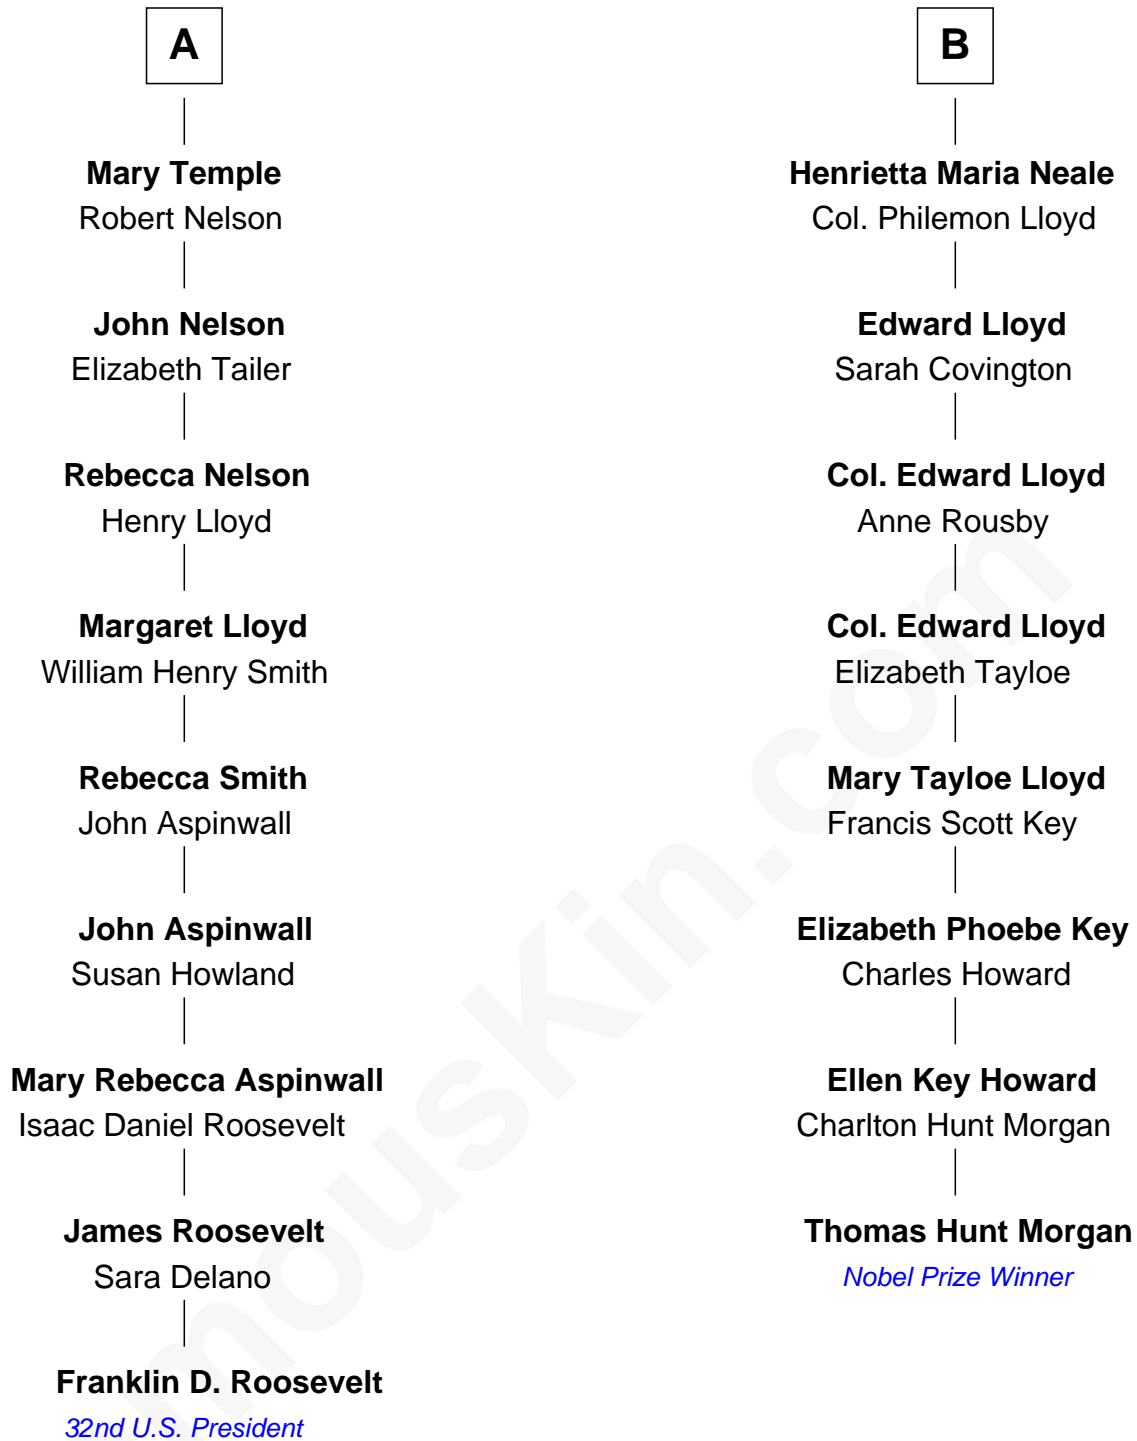 A
Mary Temple
Robert Nelson
John Nelson
Elizabeth Tailer
Rebecca Nelson
Henry Lloyd
Margaret Lloyd
William Henry Smith
Rebecca Smith
John Aspinwall
John Aspinwall
Susan Howland
Mary Rebecca Aspinwall
Isaac Daniel Roosevelt
James Roosevelt
Sara Delano
Franklin D. Roosevelt
32nd U.S. President
B
Henrietta Maria Neale
Col. Philemon Lloyd
Edward Lloyd
Sarah Covington
Col. Edward Lloyd
Anne Rousby
Col. Edward Lloyd
Elizabeth Tayloe
Mary Tayloe Lloyd
Francis Scott Key
Elizabeth Phoebe Key
Charles Howard
Ellen Key Howard
Charlton Hunt Morgan
Thomas Hunt Morgan
Nobel Prize Winner
mousKin.com